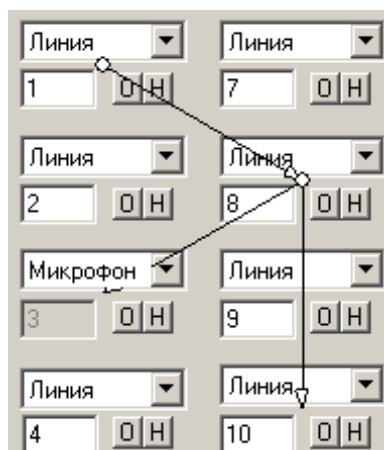 Линия Линия
1 О Н 7 О Н
Линия Линия
2 О Н 8 О Н
Микрофон Линия
3 О Н 9 О Н
Линия Линия
4 О Н 10 О Н